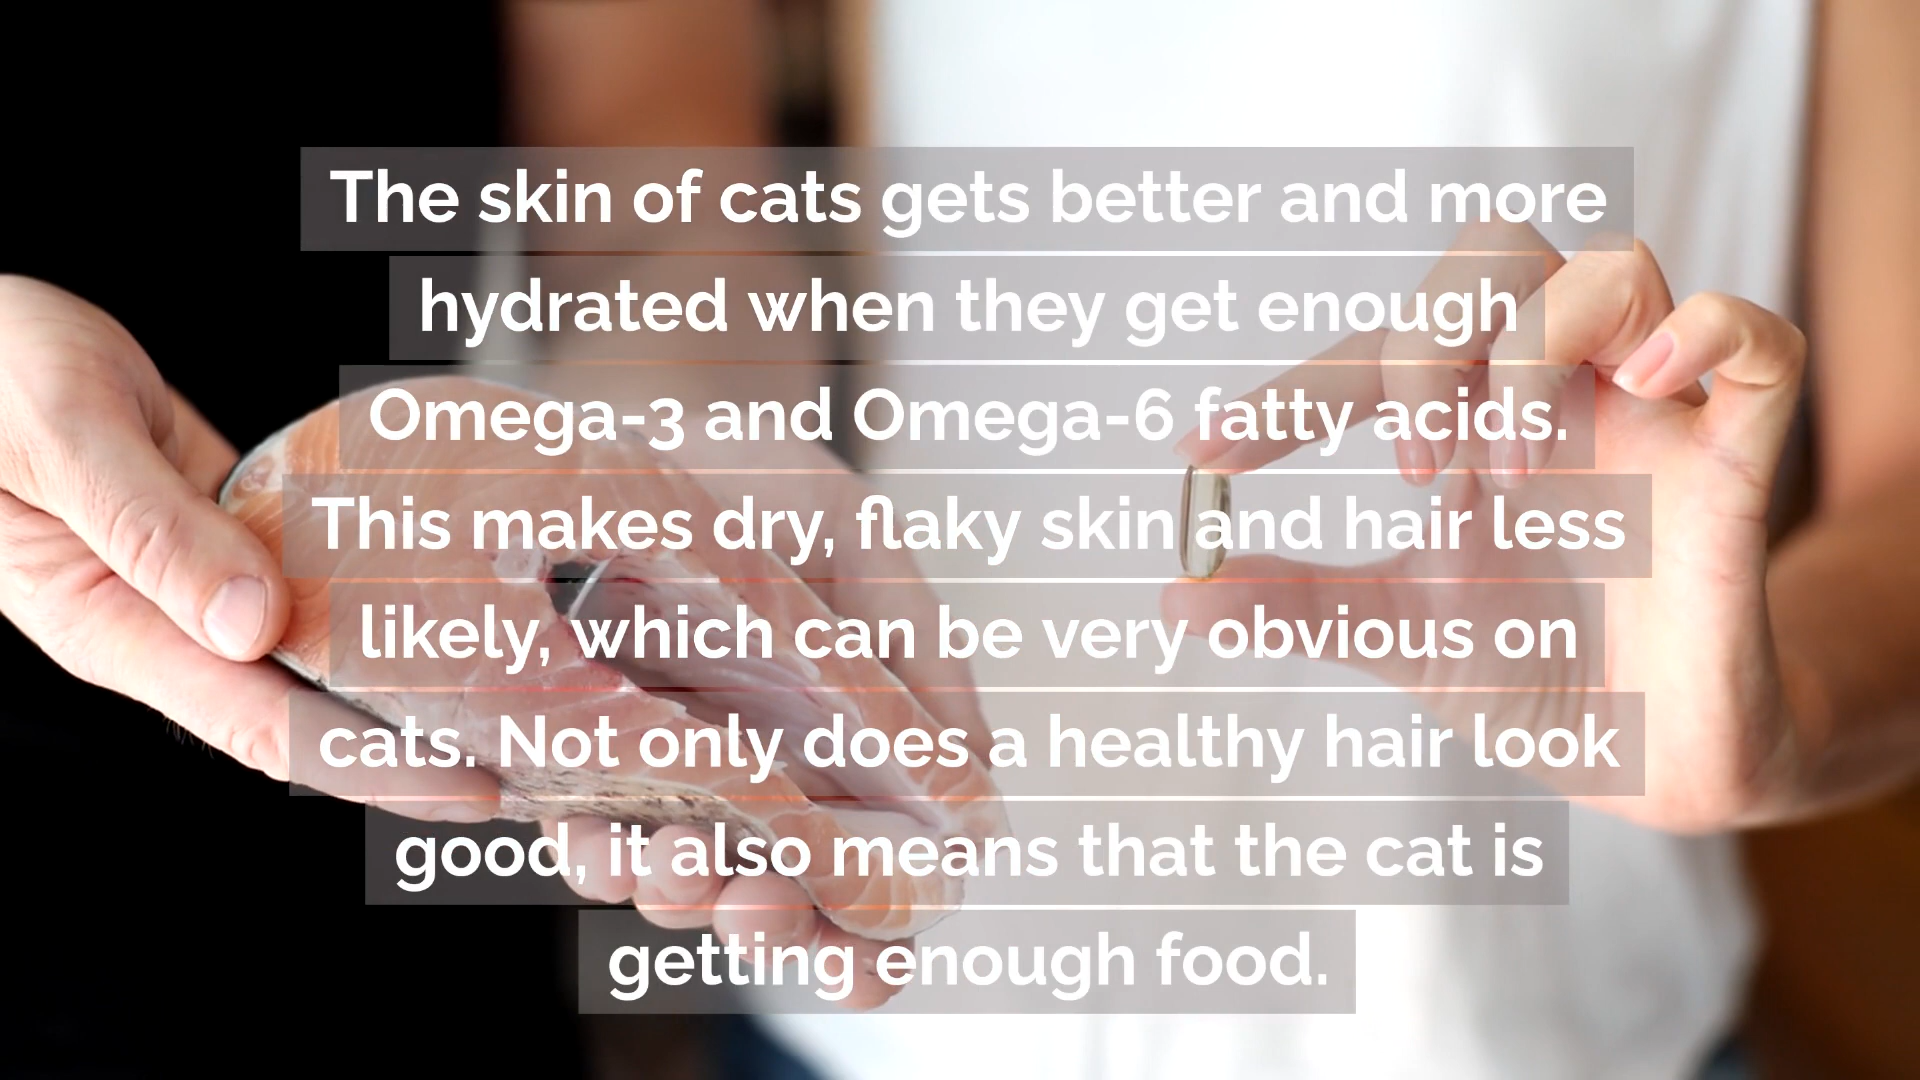 The skin of cats gets better and more
hydrated when they get enough
Omega-3 and Omega-6 fatty acids.
This makes dry, flaky skin and hair less
likely, which can be very obvious on
cats. Not only does a healthy hair look
good, it also means that the cat is
getting enough food.